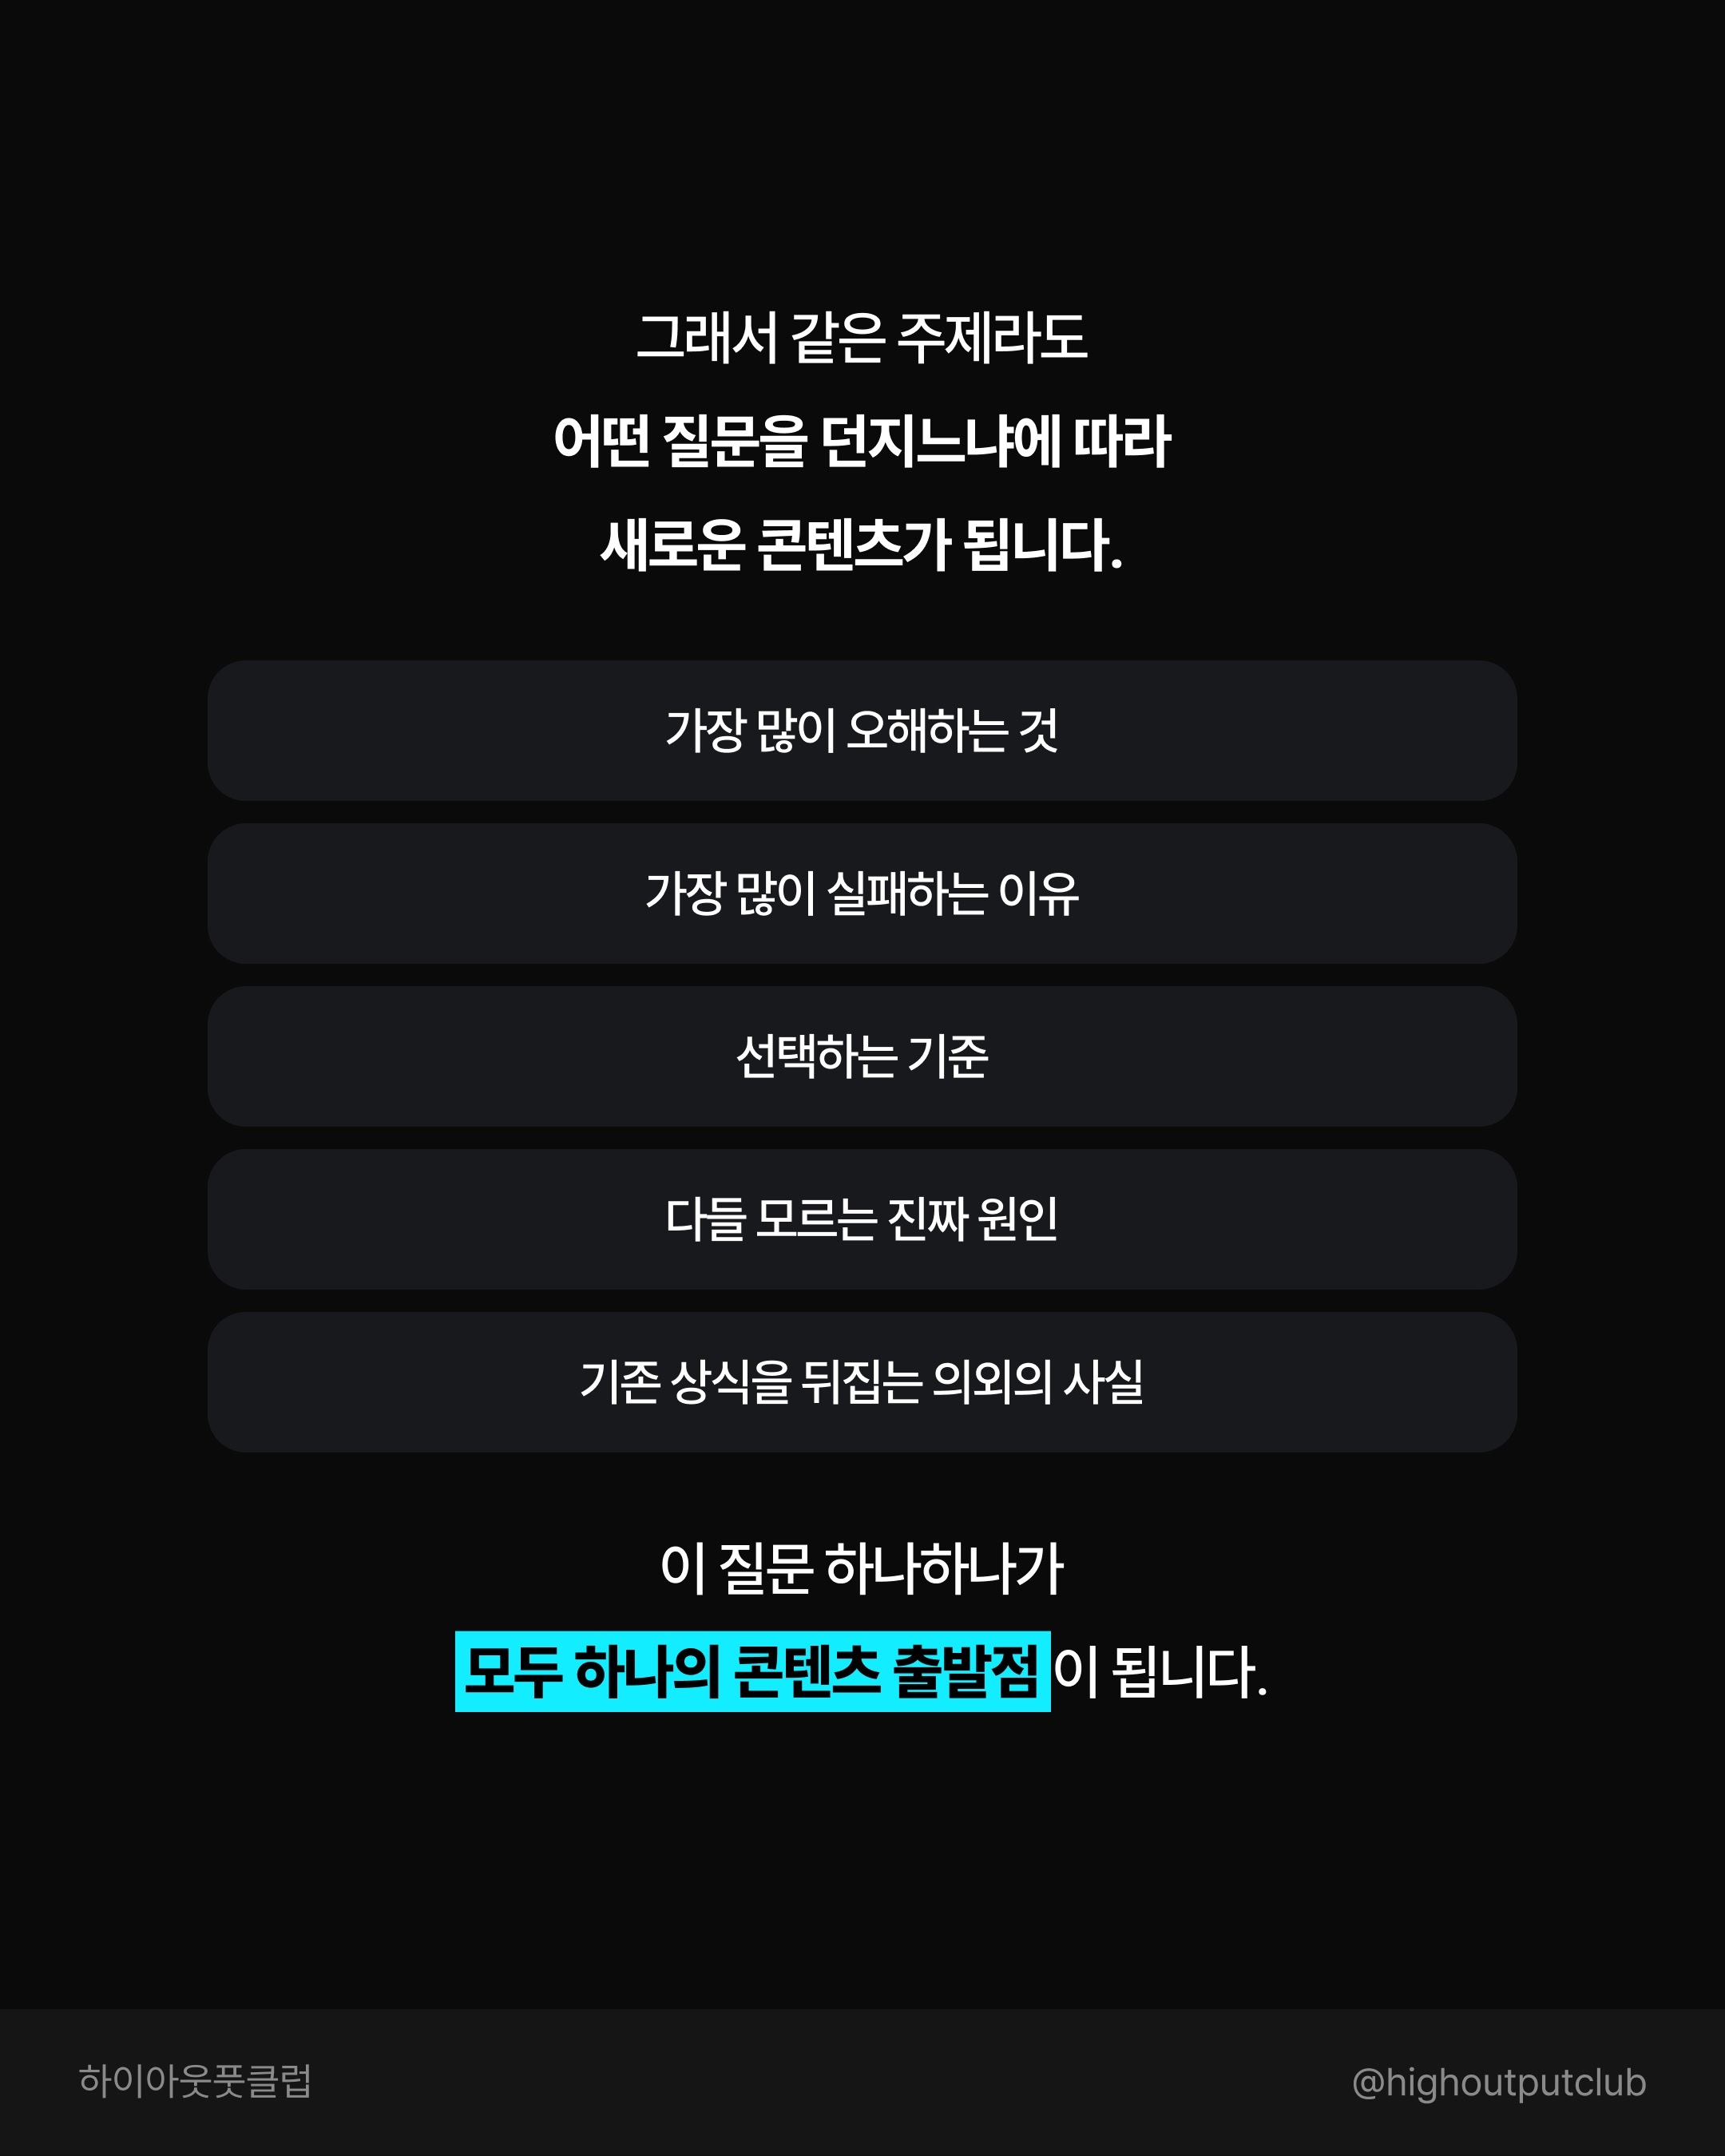 그래서 같은 주제라도
어떤 질문을 던지느냐에 따라
새로운 콘텐츠가 됩니다.
가장 많이 오해하는 것
가장 많이 실패하는 이유
선택하는 기준
다들 모르는 진짜 원인
기존 상식을 뒤집는 의외의 사실
이 질문 하나하나가
모두 하나의 콘텐츠 출발점이 됩니다.
하이아웃풋클럽
@highoutputclub